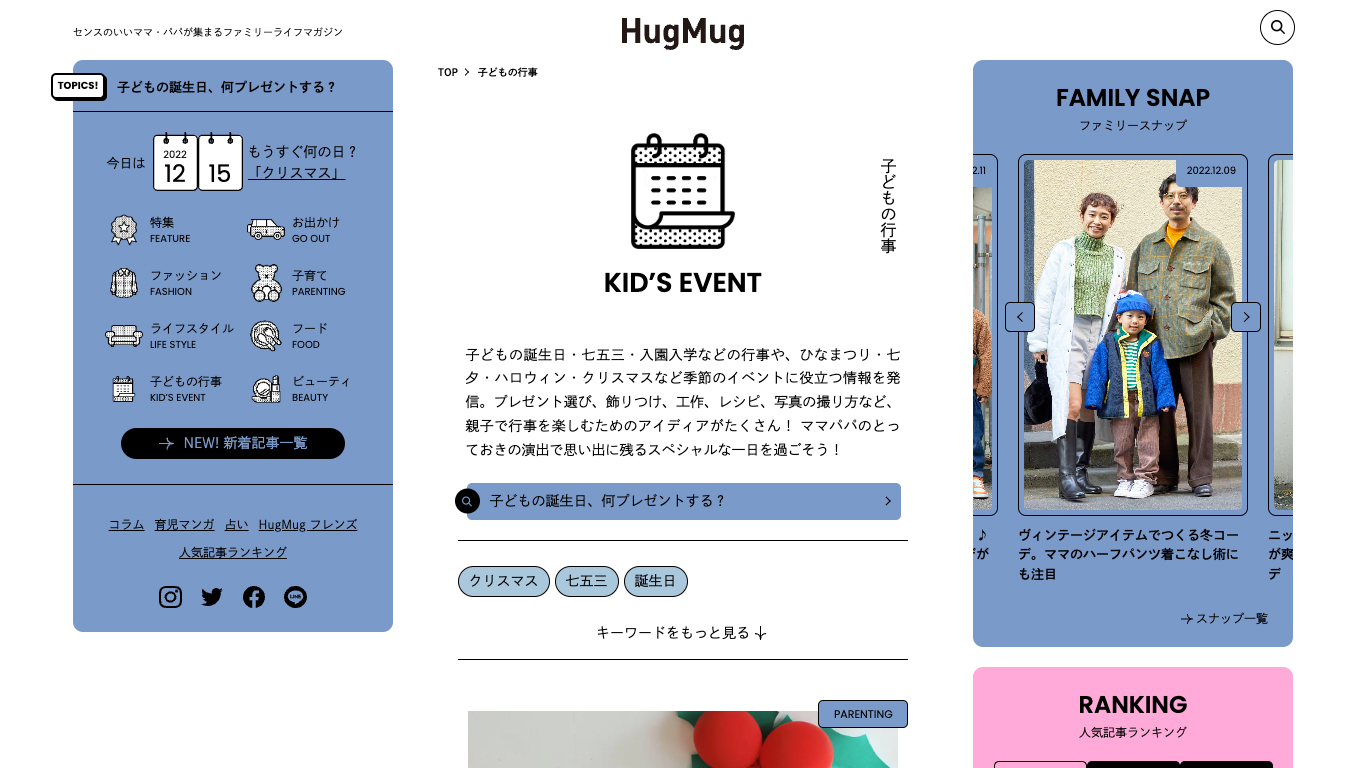 センスのいいママ・パパが集まるファミリーライフマガジン
HugMug
TOPICS!
子どもの誕生日、何プレゼントする？
今日は
2022
12
15
もうすぐ何の日？
「クリスマス」
特集
FEATURE
お出かけ
GO OUT
ファッション
FASHION
子育て
PARENTING
ライフスタイル
LIFE STYLE
フード
FOOD
子どもの行事
KID'S EVENT
ビューティ
BEAUTY
NEW! 新着記事一覧
コラム 育児マンガ 占い HugMug フレンズ
人気記事ランキング
TOP > 子どもの行事
子どもの行事
KID'S EVENT
子どもの誕生日・七五三・入園入学などの行事や、ひなまつり・七
夕・ハロウィン・クリスマスなど季節のイベントに役立つ情報を発
信。プレゼント選び、飾りつけ、工作、レシピ、写真の撮り方など、
親子で行事を楽しむためのアイディアがたくさん！ ママパパのとっ
ておきの演出で思い出に残るスペシャルな一日を過ごそう！
子どもの誕生日、何プレゼントする？
クリスマス 七五三 誕生日
キーワードをもっと見る
PARENTING
FAMILY SNAP
ファミリースナップ
2.11
2022.12.09
♪
が
ヴィンテージアイテムでつくる冬コー
デ。ママのハーフパンツ着こなし術に
も注目
ニッ
が爽
デ
スナップ一覧
RANKING
人気記事ランキング